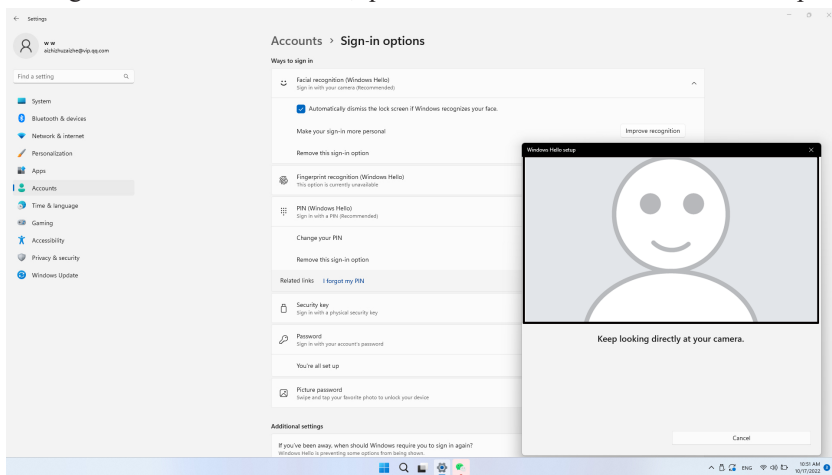 Settings
w w
aizhizhuzaizhe@vip.qq.com
Find a setting
System
Bluetooth & devices
Network & internet
Personalization
Apps
Accounts
Time & language
Gaming
Accessibility
Privacy & security
Windows Update
Accounts > Sign-in options
Ways to sign in
Facial recognition (Windows Hello)
Sign in with your camera (Recommended)
Automatically dismiss the lock screen if Windows recognizes your face.
Make your sign-in more personal
Improve recognition
Remove this sign-in option
Fingerprint recognition (Windows Hello)
This option is currently unavailable
PIN (Windows Hello)
Sign in with a PIN (Recommended)
Change your PIN
Remove this sign-in option
Related links I forgot my PIN
Security key
Sign in with a physical security key
Password
Sign in with your account's password
You're all set up
Picture password
Swipe and tap your favorite photo to unlock your device
Additional settings
If you've been away, when should Windows require you to sign in again?
Windows Hello is preventing some options from being shown.
Windows Hello setup
Keep looking directly at your camera.
Cancel
ENG
10:51 AM
10/17/2022